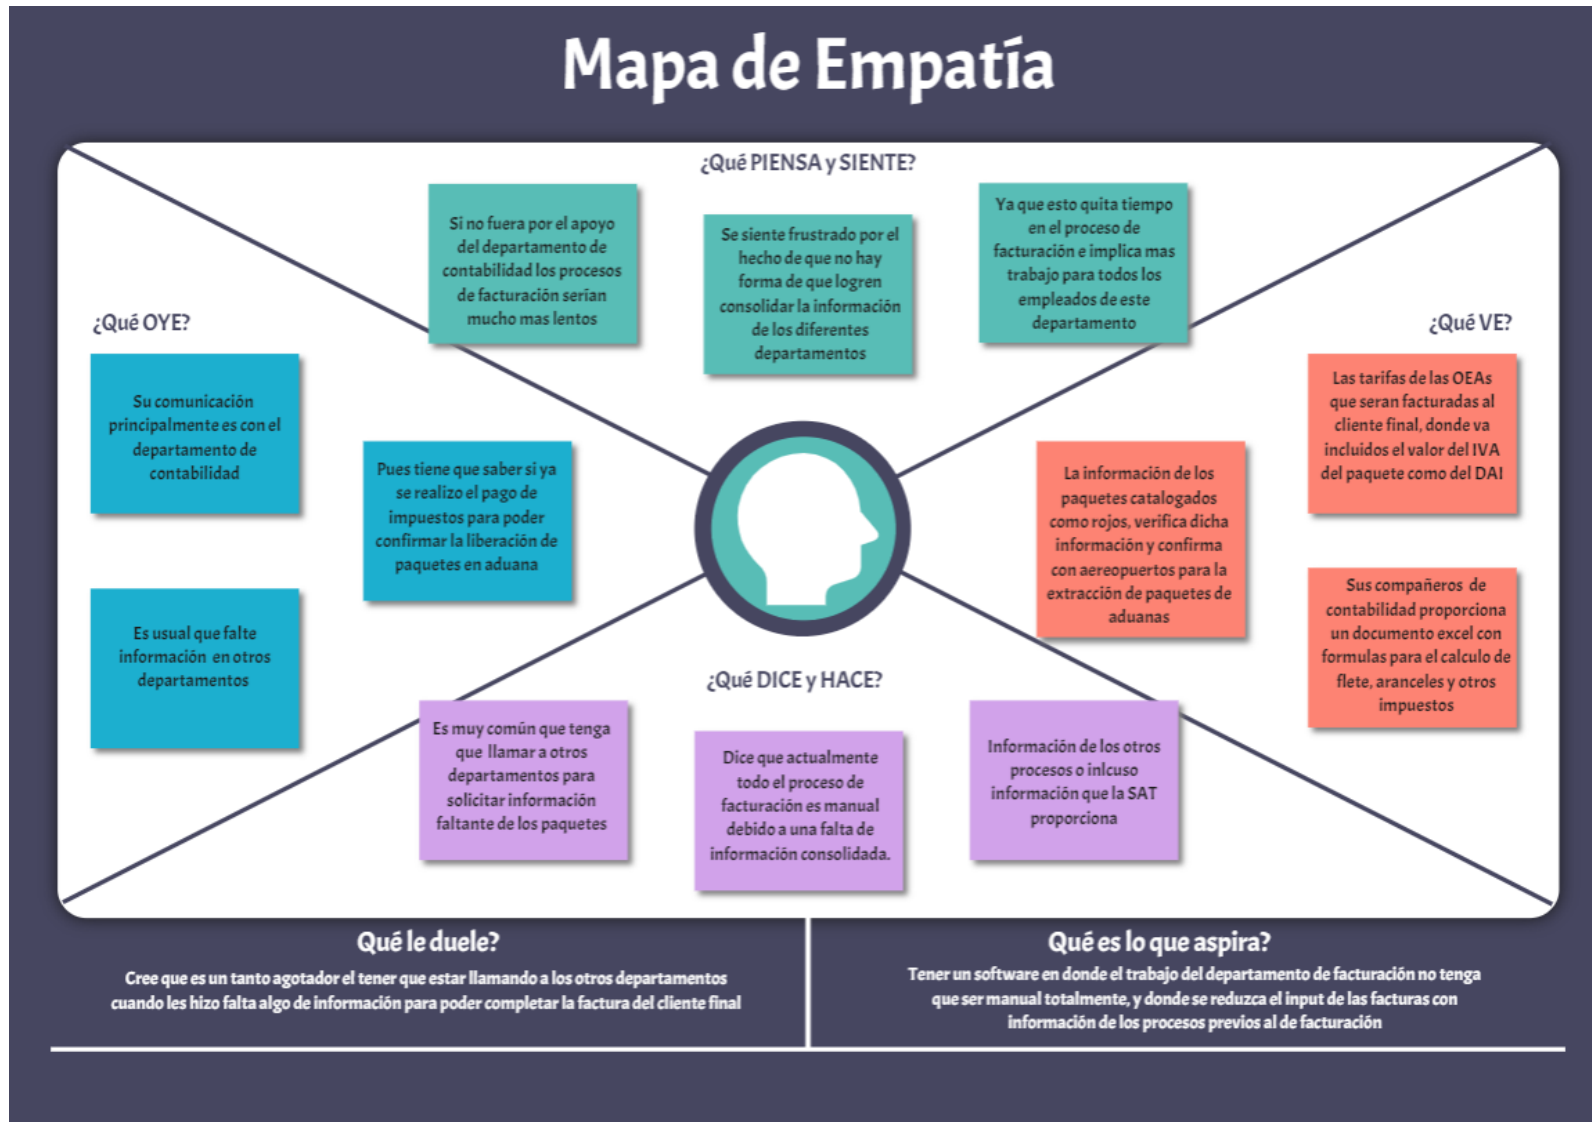 Mapa de Empatía
¿Qué PIENSA y SIENTE?
Si no fuera por el apoyo
del departamento de
contabilidad los procesos
de facturación serían
mucho mas lentos
Se siente frustrado por el
hecho de que no hay
forma de que logren
consolidar la información
de los diferentes
departamentos
Ya que esto quita tiempo
en el proceso de
facturación e implica mas
trabajo para todos los
empleados de este
departamento
¿Qué OYE?
Su comunicación
principalmente es con el
departamento de
contabilidad
Pues tiene que saber si ya
se realizo el pago de
impuestos para poder
confirmar la liberación de
paquetes en aduana
Es usual que falte
información en otros
departamentos
¿Qué VE?
Las tarifas de las OEAs
que seran facturadas al
cliente final, donde va
incluidos el valor del IVA
del paquete como del DAI
La información de los
paquetes catalogados
como rojos, verifica dicha
información y confirma
con aereopuertos para la
extracción de paquetes de
aduanas
Sus compañeros de
contabilidad proporciona
un documento excel con
formulas para el calculo de
flete, aranceles y otros
impuestos
¿Qué DICE y HACE?
Es muy común que tenga
que llamar a otros
departamentos para
solicitar información
faltante de los paquetes
Dice que actualmente
todo el proceso de
facturación es manual
debido a una falta de
información consolidada.
Información de los otros
procesos o inlcuso
información que la SAT
proporciona
Qué le duele?
Cree que es un tanto agotador el tener que estar llamando a los otros departamentos
cuando les hizo falta algo de información para poder completar la factura del cliente final
Qué es lo que aspira?
Tener un software en donde el trabajo del departamento de facturación no tenga
que ser manual totalmente, y donde se reduzca el input de las facturas con
información de los procesos previos al de facturación